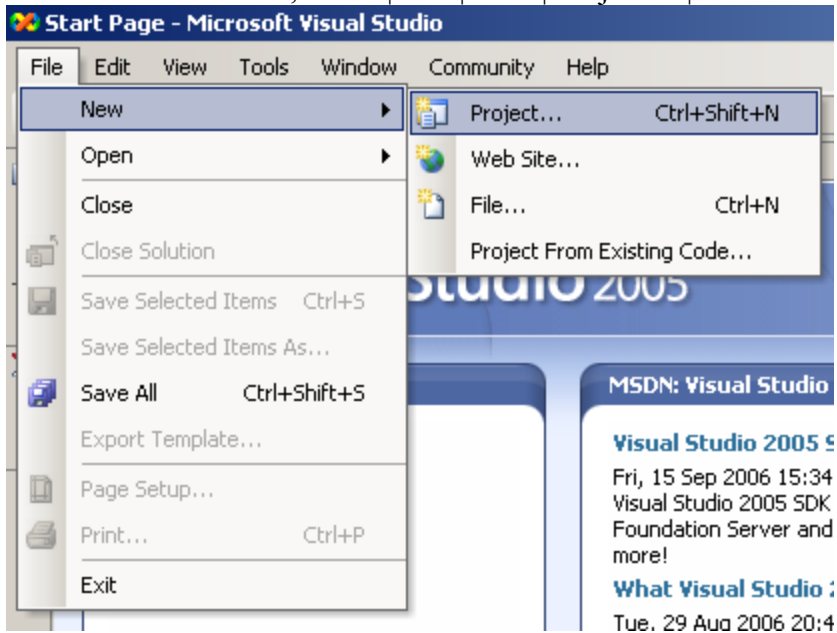 Start Page - Microsoft Visual Studio
File Edit View Tools Window Community Help
New
Open
Close
Close Solution
Save Selected Items Ctrl+S
Save Selected Items As...
Save All Ctrl+Shift+S
Export Template...
Page Setup...
Print... Ctrl+P
Exit
Project... Ctrl+Shift+N
Web Site...
File... Ctrl+N
Project From Existing Code...
Studio 2005
MSDN: Visual Studio
Visual Studio 2005
Fri, 15 Sep 2006 15:34
Visual Studio 2005 SDK
Foundation Server and
more!
What Visual Studio
Tue, 29 Aug 2006 20:4